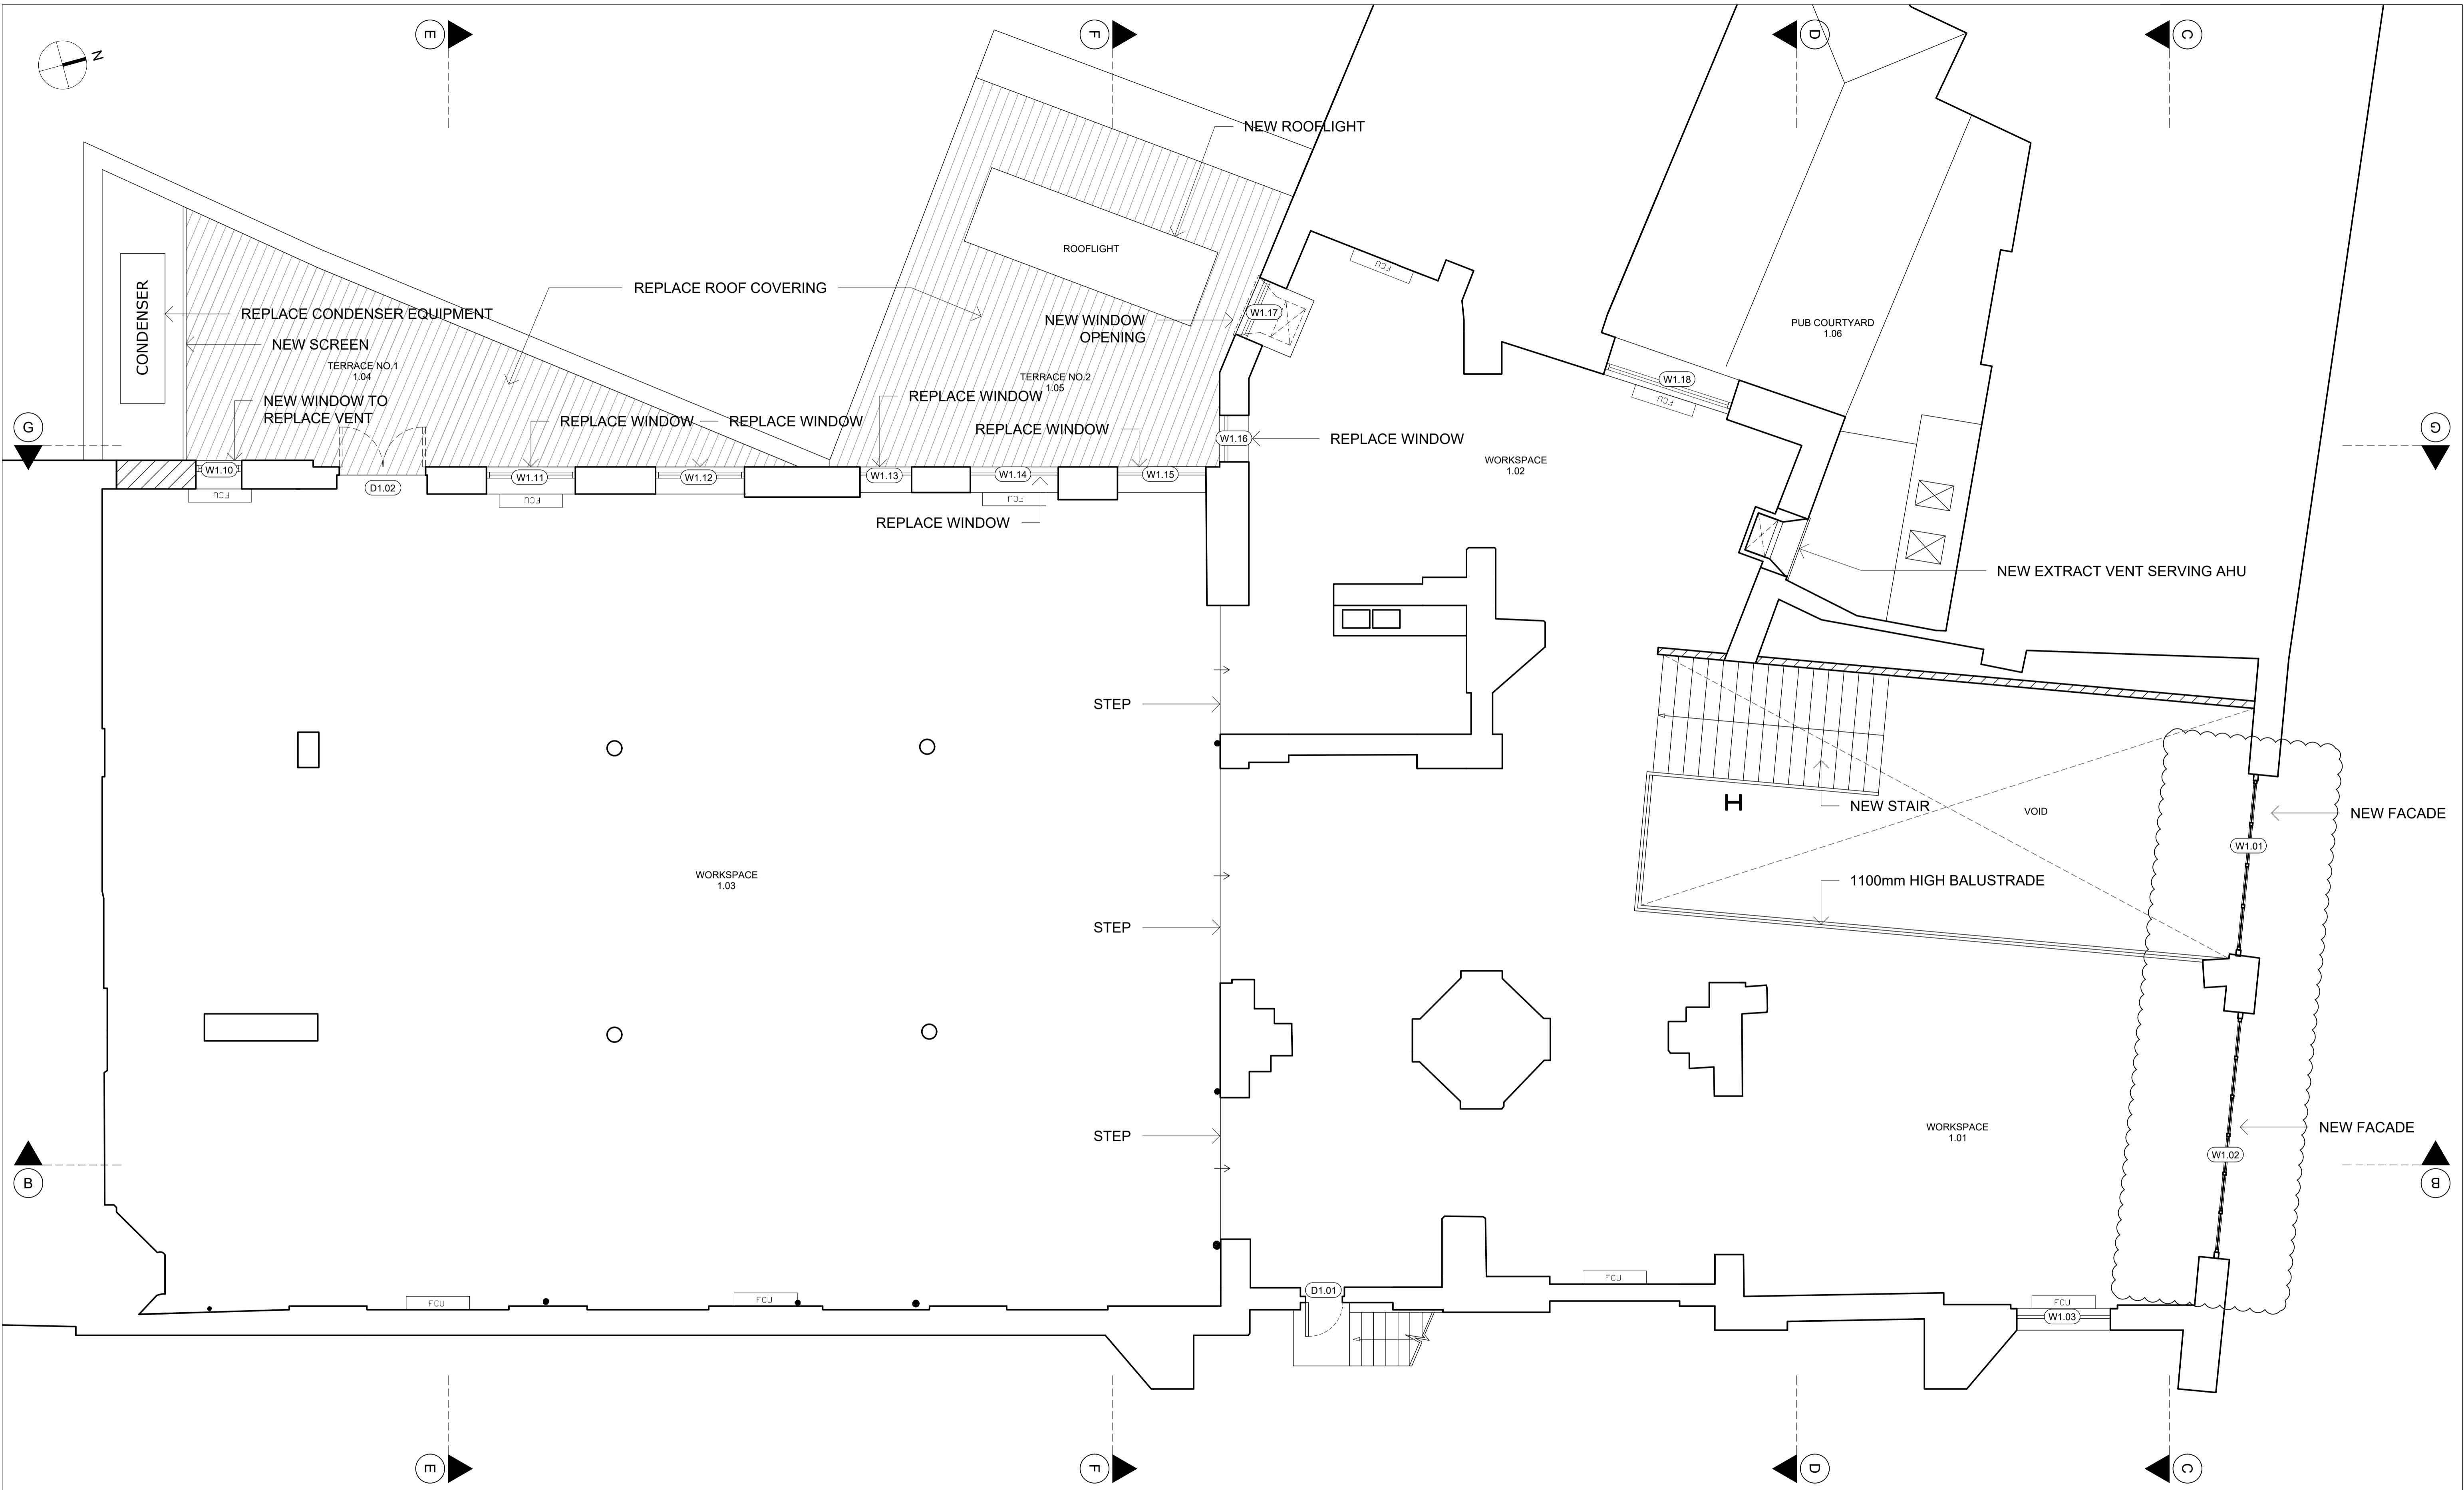 E
F
D
C
N
NEW ROOFLIGHT
ROOFLIGHT
REPLACE ROOF COVERING
CONDENSER
REPLACE CONDENSER EQUIPMENT
NEW SCREEN
TERRACE NO.1
1.04
NEW WINDOW
OPENING
W1.17
PUB COURTYARD
1.06
FCU
W1.18
FCU
TERRACE NO.2
1.05
NEW WINDOW TO
REPLACE VENT
REPLACE WINDOW
REPLACE WINDOW
REPLACE WINDOW
REPLACE WINDOW
W1.16
REPLACE WINDOW
G
G
WORKSPACE
1.02
W1.10
D1.02
W1.11
W1.12
W1.13
W1.14
W1.15
FCU
FCU
FCU
REPLACE WINDOW
NEW EXTRACT VENT SERVING AHU
STEP
H
NEW STAIR
VOID
NEW FACADE
W1.01
WORKSPACE
1.03
1100mm HIGH BALUSTRADE
STEP
STEP
WORKSPACE
1.01
NEW FACADE
W1.02
B
B
FCU
FCU
D1.01
FCU
FCU
W1.03
E
F
D
C